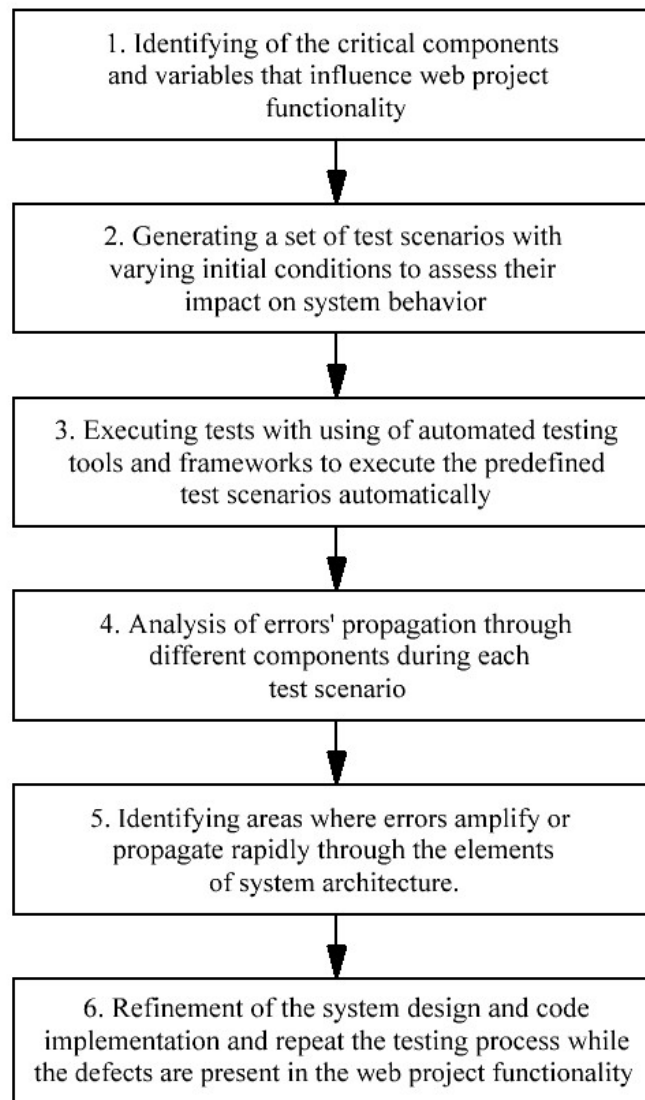 1. Identifying of the critical components
and variables that influence web project
functionality
2. Generating a set of test scenarios with
varying initial conditions to assess their
impact on system behavior
3. Executing tests with using of automated testing
tools and frameworks to execute the predefined
test scenarios automatically
4. Analysis of errors' propagation through
different components during each
test scenario
5. Identifying areas where errors amplify or
propagate rapidly through the elements
of system architecture.
6. Refinement of the system design and code
implementation and repeat the testing process while
the defects are present in the web project functionality